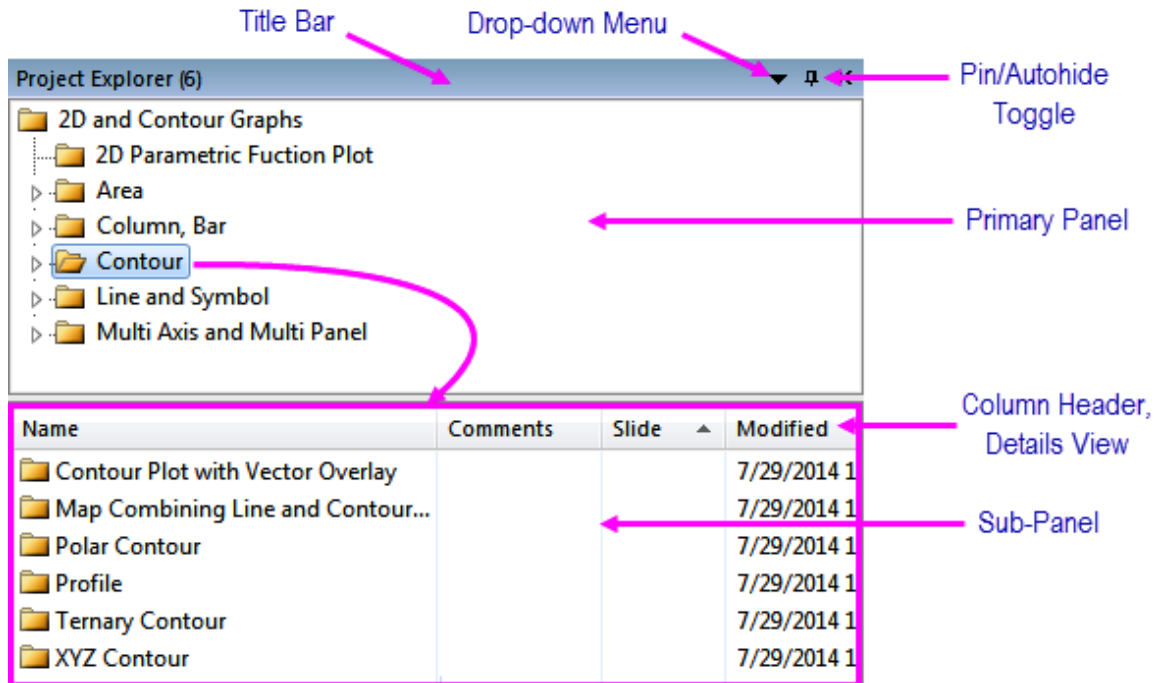 Title Bar
Drop-down Menu
Project Explorer (6)
Pin/Autohide
Toggle
2D and Contour Graphs
2D Parametric Fuction Plot
Area
Column, Bar
Primary Panel
Contour
Line and Symbol
Multi Axis and Multi Panel
Column Header,
Details View
Name Comments Slide Modified
Contour Plot with Vector Overlay 7/29/2014 1
Map Combining Line and Contour... 7/29/2014 1
Sub-Panel
Polar Contour 7/29/2014 1
Profile 7/29/2014 1
Ternary Contour 7/29/2014 1
XYZ Contour 7/29/2014 1